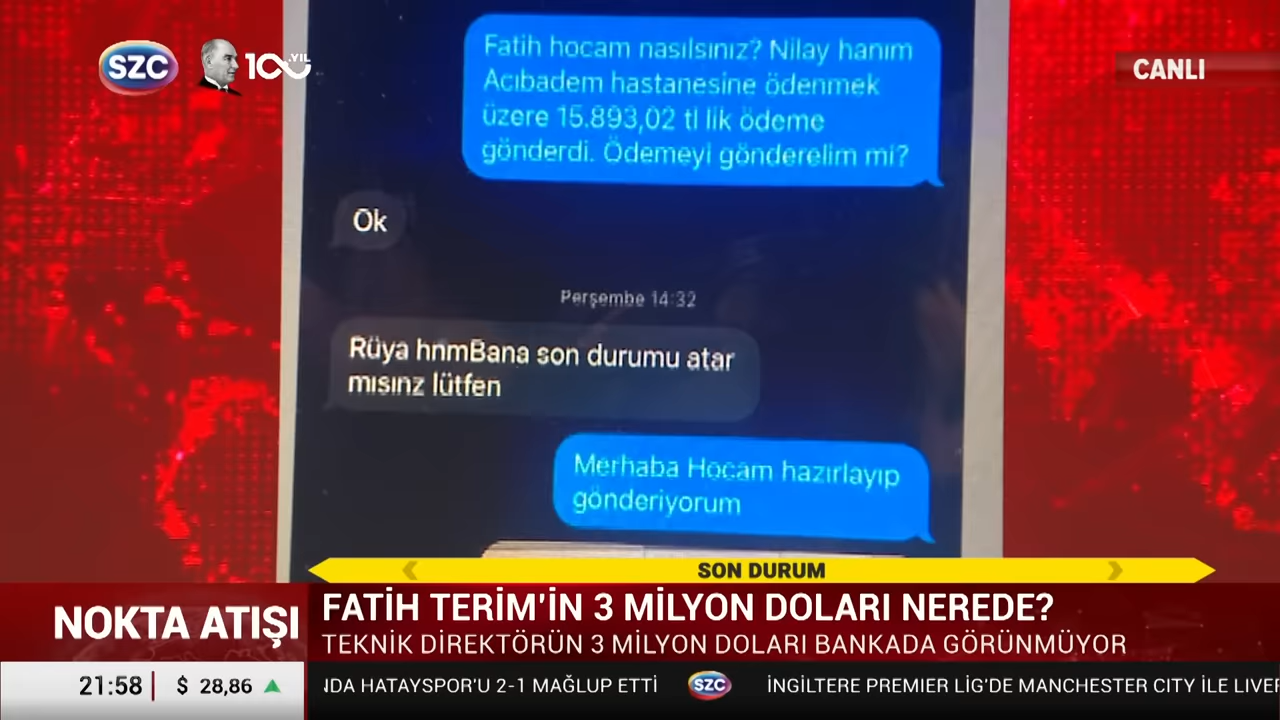 SZC
100.YIL
CANLI
Fatih hocam nasılsınız? Nilay hanım
Acıbadem hastanesine ödenmek
üzere 15.893,02 tl lik ödeme
gönderdi. Ödemeyi gönderelim mi?
Ok
Perşembe 14:32
Rüya hnmBana son durumu atar
mısınz lütfen
Merhaba Hocam hazırlayıp
gönderiyorum
SON DURUM
NOKTA ATIŞI
FATİH TERİM'İN 3 MİLYON DOLARI NEREDE?
TEKNİK DİREKTÖRÜN 3 MİLYON DOLARI BANKADA GÖRÜNMÜYOR
21:58 $ 28,86
HATAYSPOR'U 2-1 MAĞLUP ETTİ SZC İNGİLTERE PREMIER LİG'DE MANCHESTER CITY İLE